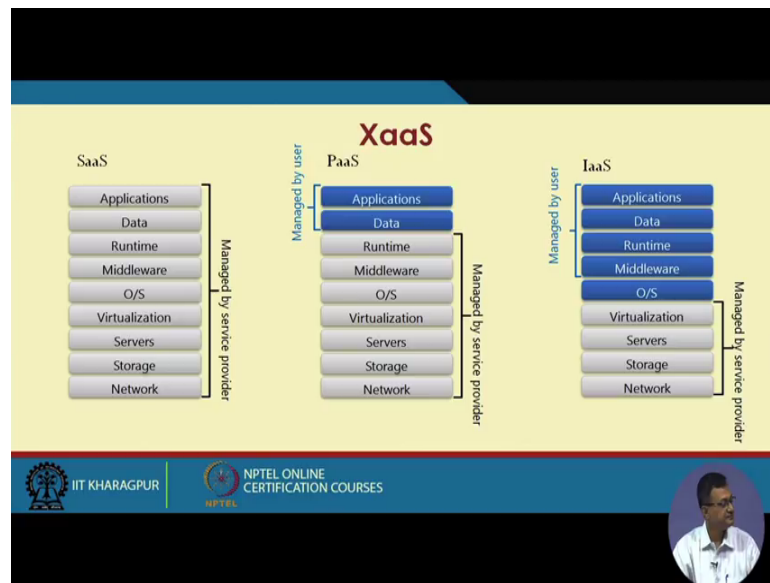 XaaS
SaaS
Applications
Data
Runtime
Middleware
O/S
Virtualization
Servers
Storage
Network
Managed by service provider
PaaS
Managed by user
Applications
Data
Runtime
Middleware
O/S
Virtualization
Servers
Storage
Network
Managed by service provider
IaaS
Managed by user
Applications
Data
Runtime
Middleware
O/S
Virtualization
Servers
Storage
Network
Managed by service provider
IIT KHARAGPUR
NPTEL
NPTEL ONLINE
CERTIFICATION COURSES